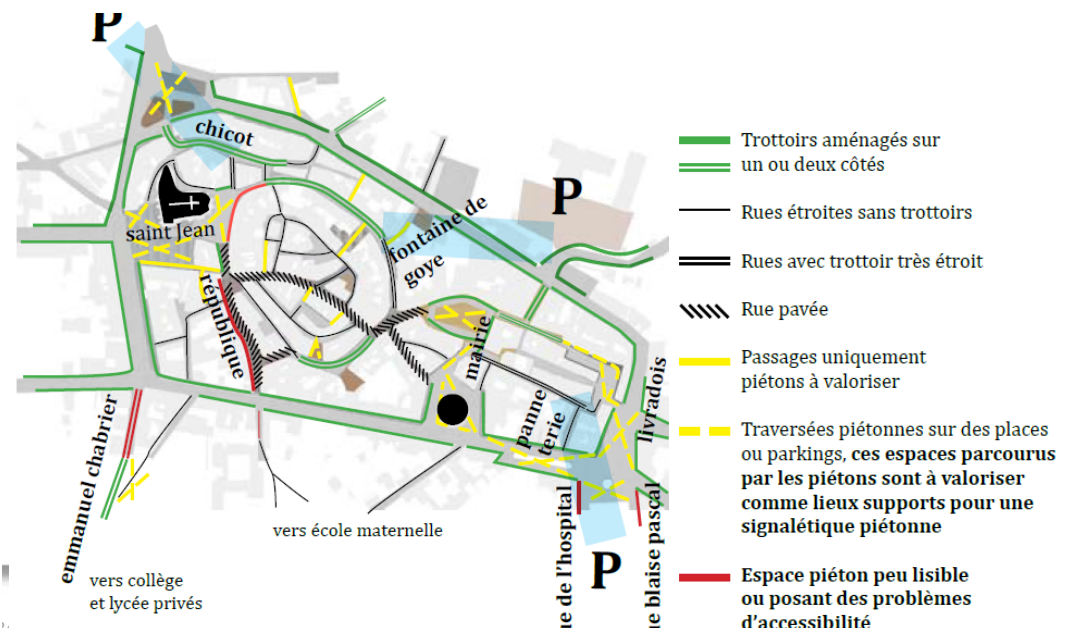 P
chicot
P
saint Jean
fontaine de
goye
république
mairie
panne
terie
livradois
emmanuel chabrier
vers école maternelle
vers collège
et lycée privés
de l'hospital
blaise pascal
P
Trottoirs aménagés sur
un ou deux côtés
Rues étroites sans trottoirs
Rues avec trottoir très étroit
Rue pavée
Passages uniquement
piétons à valoriser
Traversées piétonnes sur des places
ou parkings, ces espaces parcourus
par les piétons sont à valoriser
comme lieux supports pour une
signalétique piétonne
Espace piéton peu lisible
ou posant des problèmes
d'accessibilité